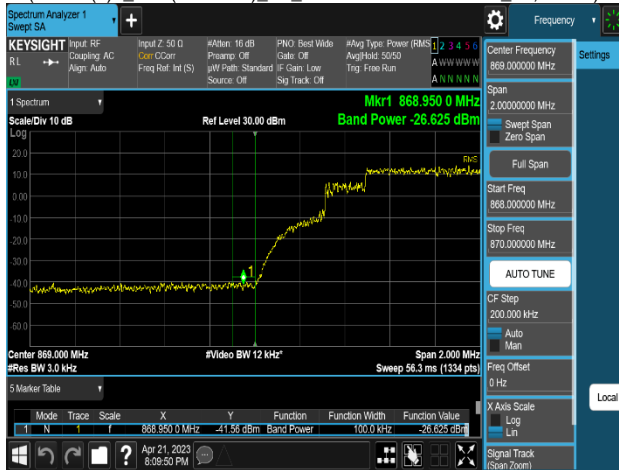 Spectrum Analyzer 1
Swept SA
Frequency
KEYSIGHT
Input: RF
Input Z: 50 Ω
#Atten: 16 dB
PNO: Best Wide
#Avg Type: Power (RMS
1 2 3 4 5 6
RL
Coupling: AC
Corr CCorr
Preamp: Off
Gate: Off
Avg|Hold: 50/50
A WW WW W
Align: Auto
Freq Ref: Int (S)
µW Path: Standard
IF Gain: Low
Trig: Free Run
Source: Off
Sig Track: Off
A N N N N N
1 Spectrum
Mkr1 868.950 0 MHz
Scale/Div 10 dB
Ref Level 30.00 dBm
Band Power -26.625 dBm
Log
20.0
10.0
0.00
-10.0
-20.0
-30.0
-40.0
-50.0
-60.0
RMS
1
Center 869.000 MHz
#Video BW 12 kHz*
Span 2.000 MHz
#Res BW 3.0 kHz
Sweep 56.3 ms (1334 pts)
5 Marker Table
Mode
Trace
Scale
X
Y
Function
Function Width
Function Value
1
N
1
f
868.950 0 MHz
-41.56 dBm
Band Power
100.0 kHz
-26.625 dBm
Apr 21, 2023
8:09:50 PM
?
Center Frequency
869.000000 MHz
Settings
Span
2.00000000 MHz
Swept Span
Zero Span
Full Span
Start Freq
868.000000 MHz
Stop Freq
870.000000 MHz
AUTO TUNE
CF Step
200.000 kHz
Auto
Man
Freq Offset
0 Hz
Local
X Axis Scale
Log
Lin
Signal Track
(Span Zoom)